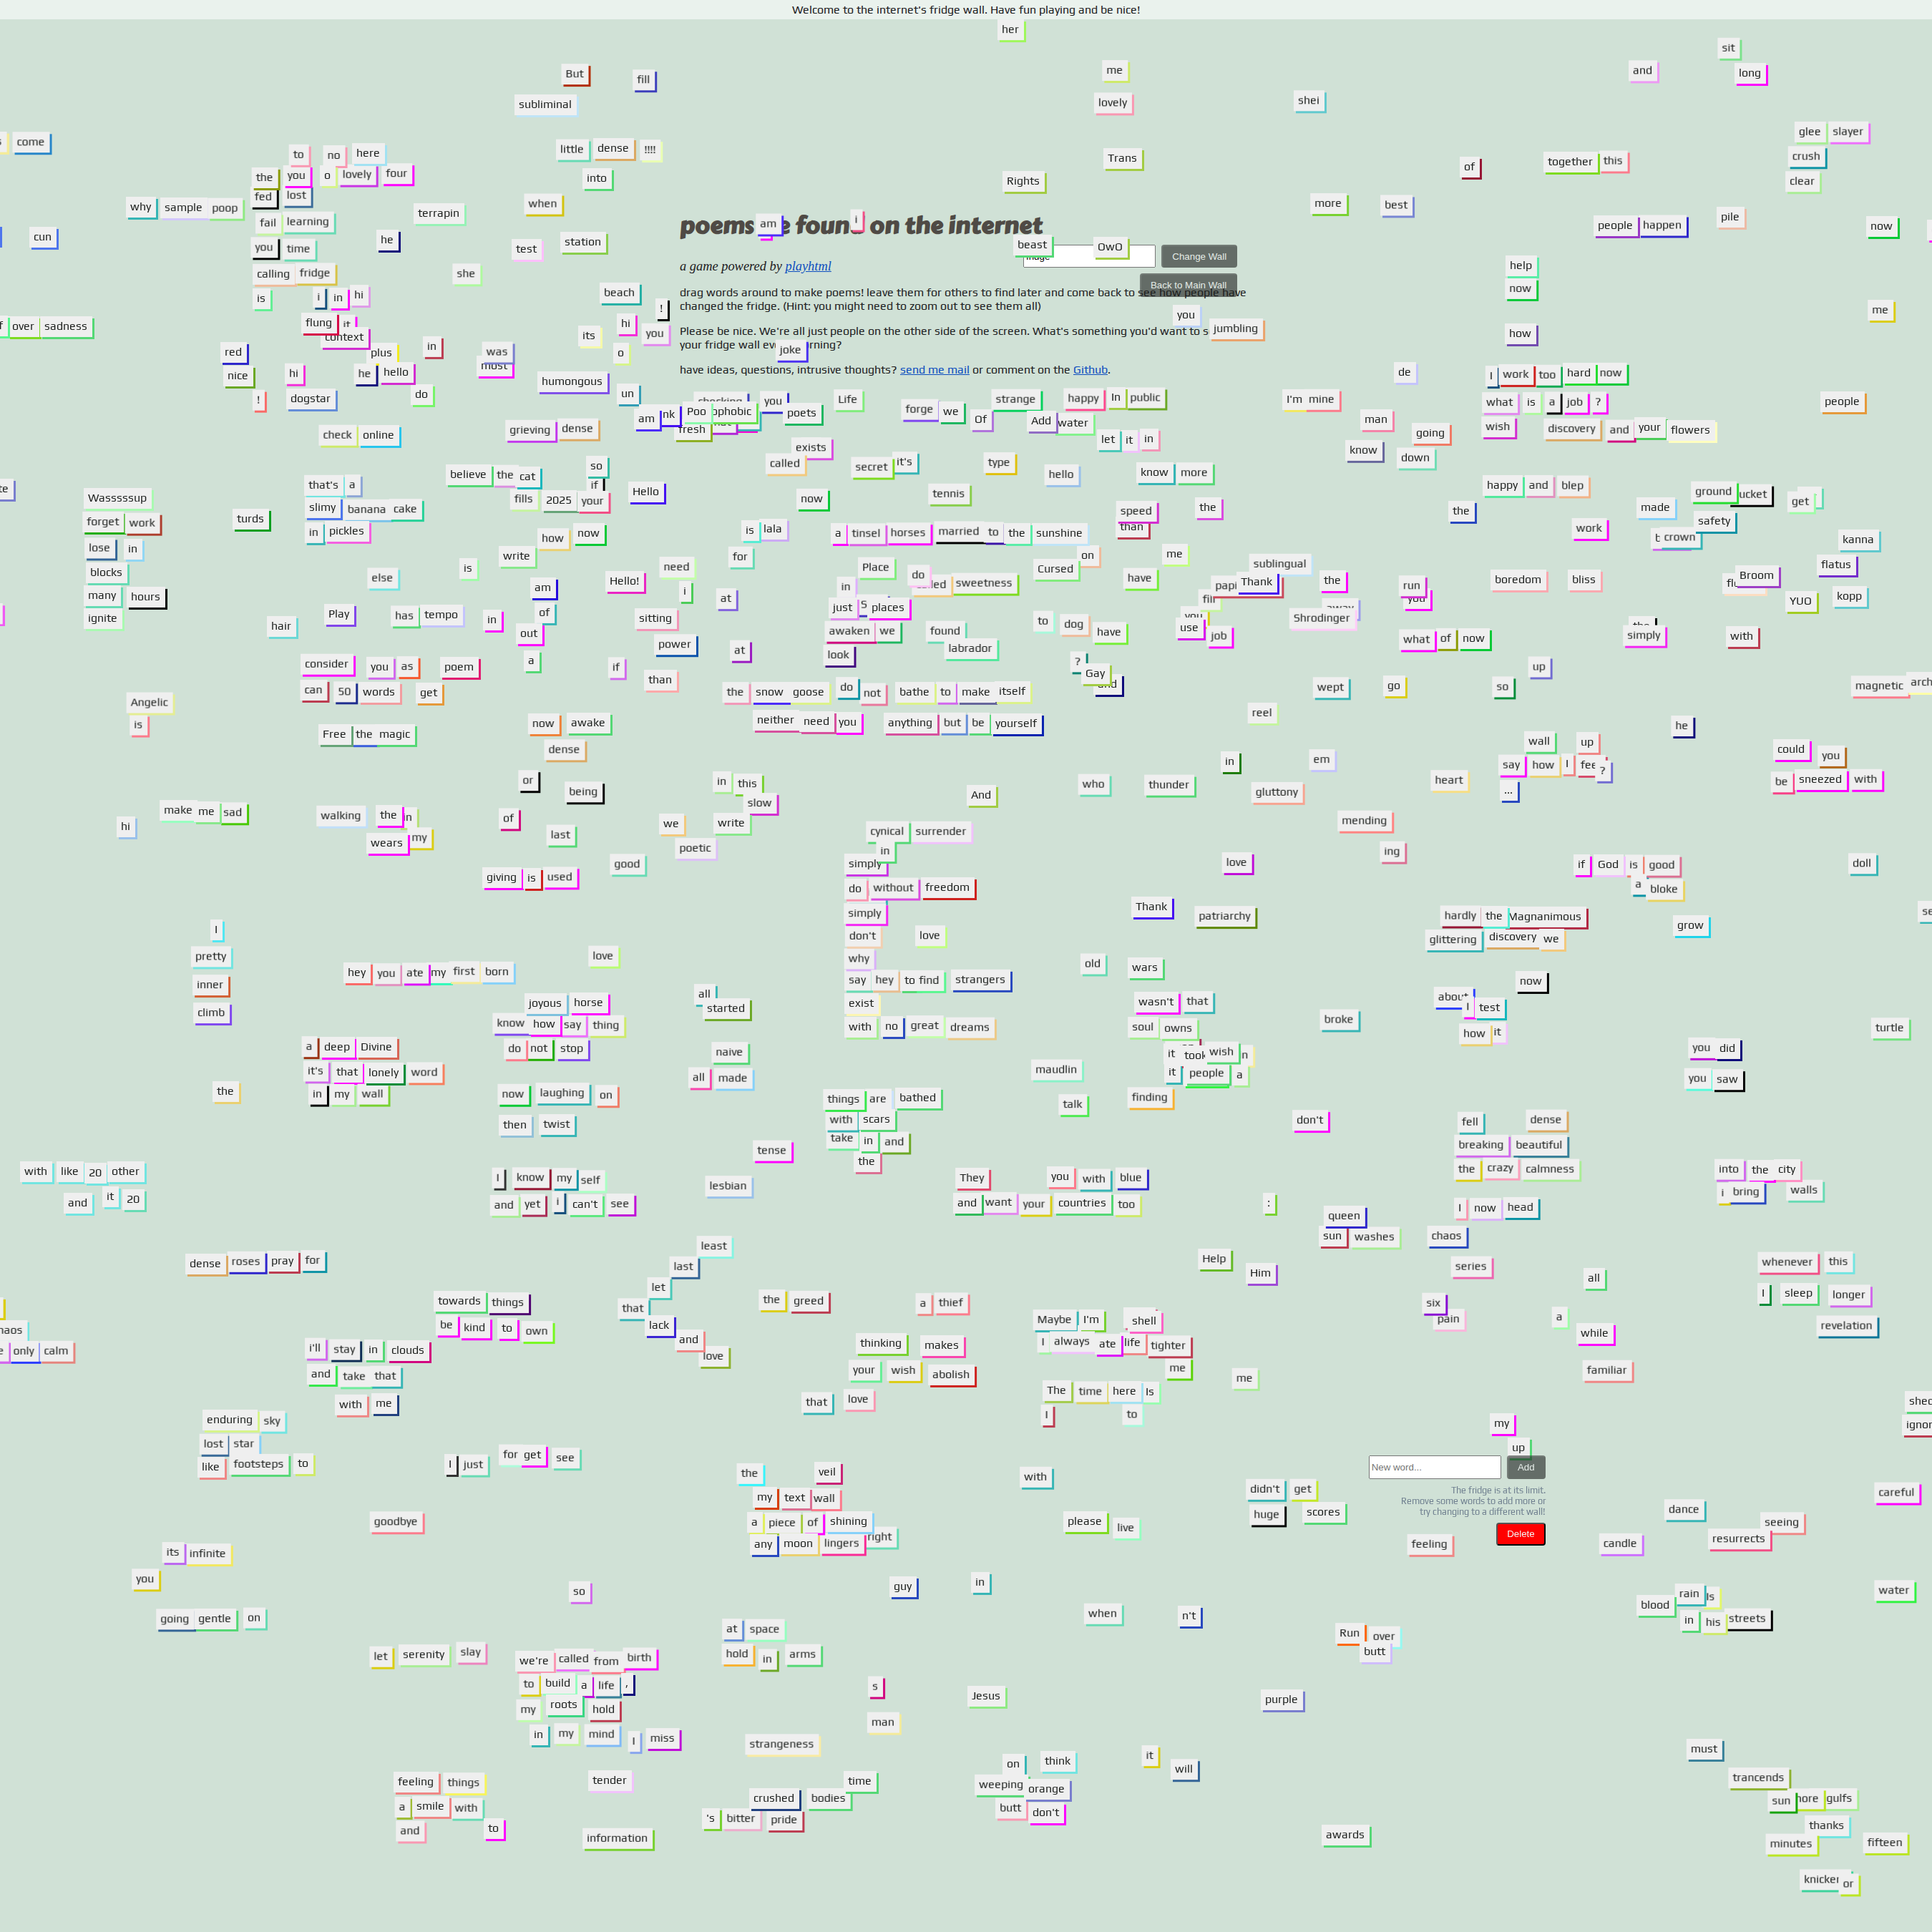 Welcome to the internet's fridge wall. Have fun playing and be nice!
her
sit
But fill me and long
subliminal lovely shei
come glee slayer
little dense !!!! crush
to no here Trans of together this
the you o lovely four into Rights clear
fed lost
why sample poop when more best
fail learning terrapin am i people happen pile now
cun you time he test station
poems found on the internet
beast OwO
Change Wall
a game powered by playhtml
calling fridge she help
Back to Main Wall
is i in hi beach now
drag words around to make poems! leave them for others to find later and come back to see how people have
changed the fridge. (Hint: you might need to zoom out to see them all)
over sadness flung it hi ! you me
context its you jumbling how
Please be nice. We're all just people on the other side of the screen. What's something you'd want to
your fridge wall
red plus in was o joke
nice hi he hello most humongous de I work too hard now
have ideas, questions, intrusive thoughts? send me mail or comment on the Github.
! dogstar do un you Life strange happy In public I'm mine what is a job ? people
am Poo poets forge we Of Add water man
check online grieving dense fresh let it in going wish discovery and your flowers
exists know
believe the cat so called secret it's type hello know more down
that's a if happy and blep ground get
Wasssssup fills 2025 your Hello now tennis the made
slimy banana cake speed the safety
forget work turds is lala than work crown
in pickles how now a tinsel horses married to the sunshine kanna
lose in write for on me
blocks is need Place do Cursed sublingual flatus
else am Hello! i in sweetness have Thank the run boredom bliss Broom
many hours at just places YUO kopp
ignite Play has tempo in of sitting to Shrodinger
hair out awaken we found dog have use job what of now simply with
power at look labrador
consider you as poem a if ? up
Gay
can 50 words get than the snow goose do not bathe to make itself wept go so magnetic
Angelic reel
is now awake neither need you anything but be yourself he
Free the magic wall up could you
dense in em say how I ?
or in this who thunder heart be sneezed with
being slow And gluttony ...
make me sad walking the of we write mending
hi wears my last cynical surrender
poetic in ing
good simply love if God is good doll
giving is used do without freedom a bloke
Thank
simply patriarchy hardly the Magnanimous
I don't love grow
pretty love why old wars glittering discovery we
hey you ate my first born say hey to find strangers now
inner all exist wasn't that about I test
climb joyous horse started with no great dreams soul owns broke how it turtle
know how say thing
a deep Divine do not stop naive it took wish you did
it's that lonely word all made maudlin it people a you saw
the in my wall now laughing on things are bathed talk finding
then twist with scars don't fell dense
take in and breaking beautiful
tense the the crazy calmness into the city
with like 20 other I know my self lesbian They you with blue i bring walls
and it 20 and yet i can't see and want your countries too : I now head
queen
least sun washes chaos
dense roses pray for last Help series whenever this
let Him all
towards things that the greed a thief six I sleep longer
be kind to own lack Maybe I'm shell pain a while revelation
only calm i'll stay in clouds and thinking makes I always ate life tighter
and take that love your wish abolish me me familiar
with me that love The time here Is
enduring sky I to my
lost star up
like footsteps to I just for get see the veil with
New word... Add
The fridge is at its limit.
Remove some words to add more or
try changing to a different wall!
Delete
my text wall didn't get careful
goodbye a piece of shining please live huge scores dance seeing
any moon lingers right feeling candle resurrects
its infinite
you so guy in water
when n't blood rain Is
going gentle on at space in his streets
Run over
let serenity slay we're called from birth hold in arms butt
to build a life , s Jesus purple
my roots hold man
in my mind I miss strangeness must
on think it will
feeling things tender time weeping orange trancends
a smile with crushed bodies butt don't sun gulfs
and to 's bitter pride thanks
information awards minutes fifteen
or